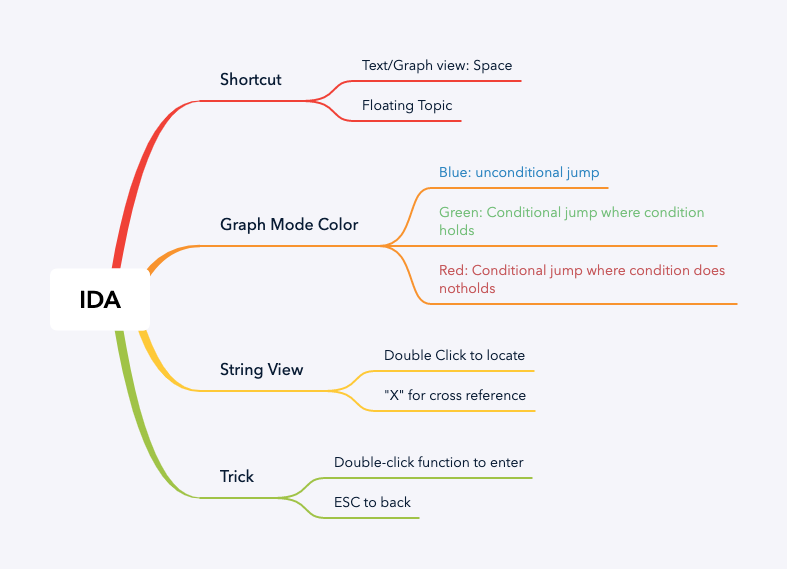 Shortcut
Text/Graph view: Space
Floating Topic
Graph Mode Color
Blue: unconditional jump
Green: Conditional jump where condition
holds
Red: Conditional jump where condition does
notholds
IDA
String View
Double Click to locate
"X" for cross reference
Trick
Double-click function to enter
ESC to back